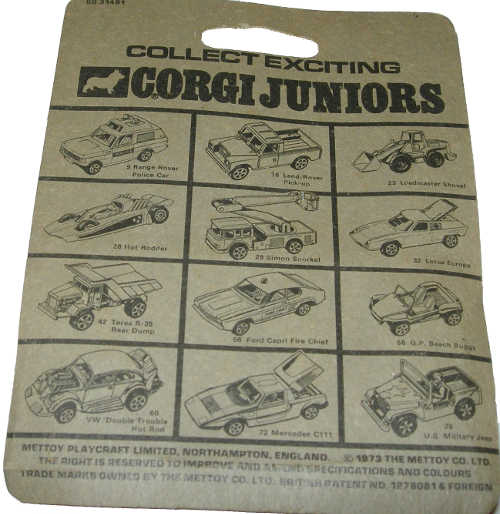 COLLECT EXCITING
CORGI JUNIORS
9 Range Rover
Police Car
16 Land-Rover
Pick-up
23 Loadmaster Shovel
28 Hot Rodder
29 Simon Snorkel
32 Lotus Europa
42 Terex R-35
Rear Dump
56 Ford Capri Fire Chief
58 G.P. Beach Buggy
60
VW 'Double Trouble'
Hot Rod
72 Mercedes C111
76
U.S. Military Jeep
METTOY PLAYCRAFT LIMITED, NORTHAMPTON, ENGLAND. © 1973 THE METTOY CO. LTD.
THE RIGHT IS RESERVED TO IMPROVE AND AMEND SPECIFICATIONS AND COLOURS
TRADE MARKS OWNED BY THE METTOY CO. LTD. BRITISH PATENT NO. 1276081 & FOREIGN